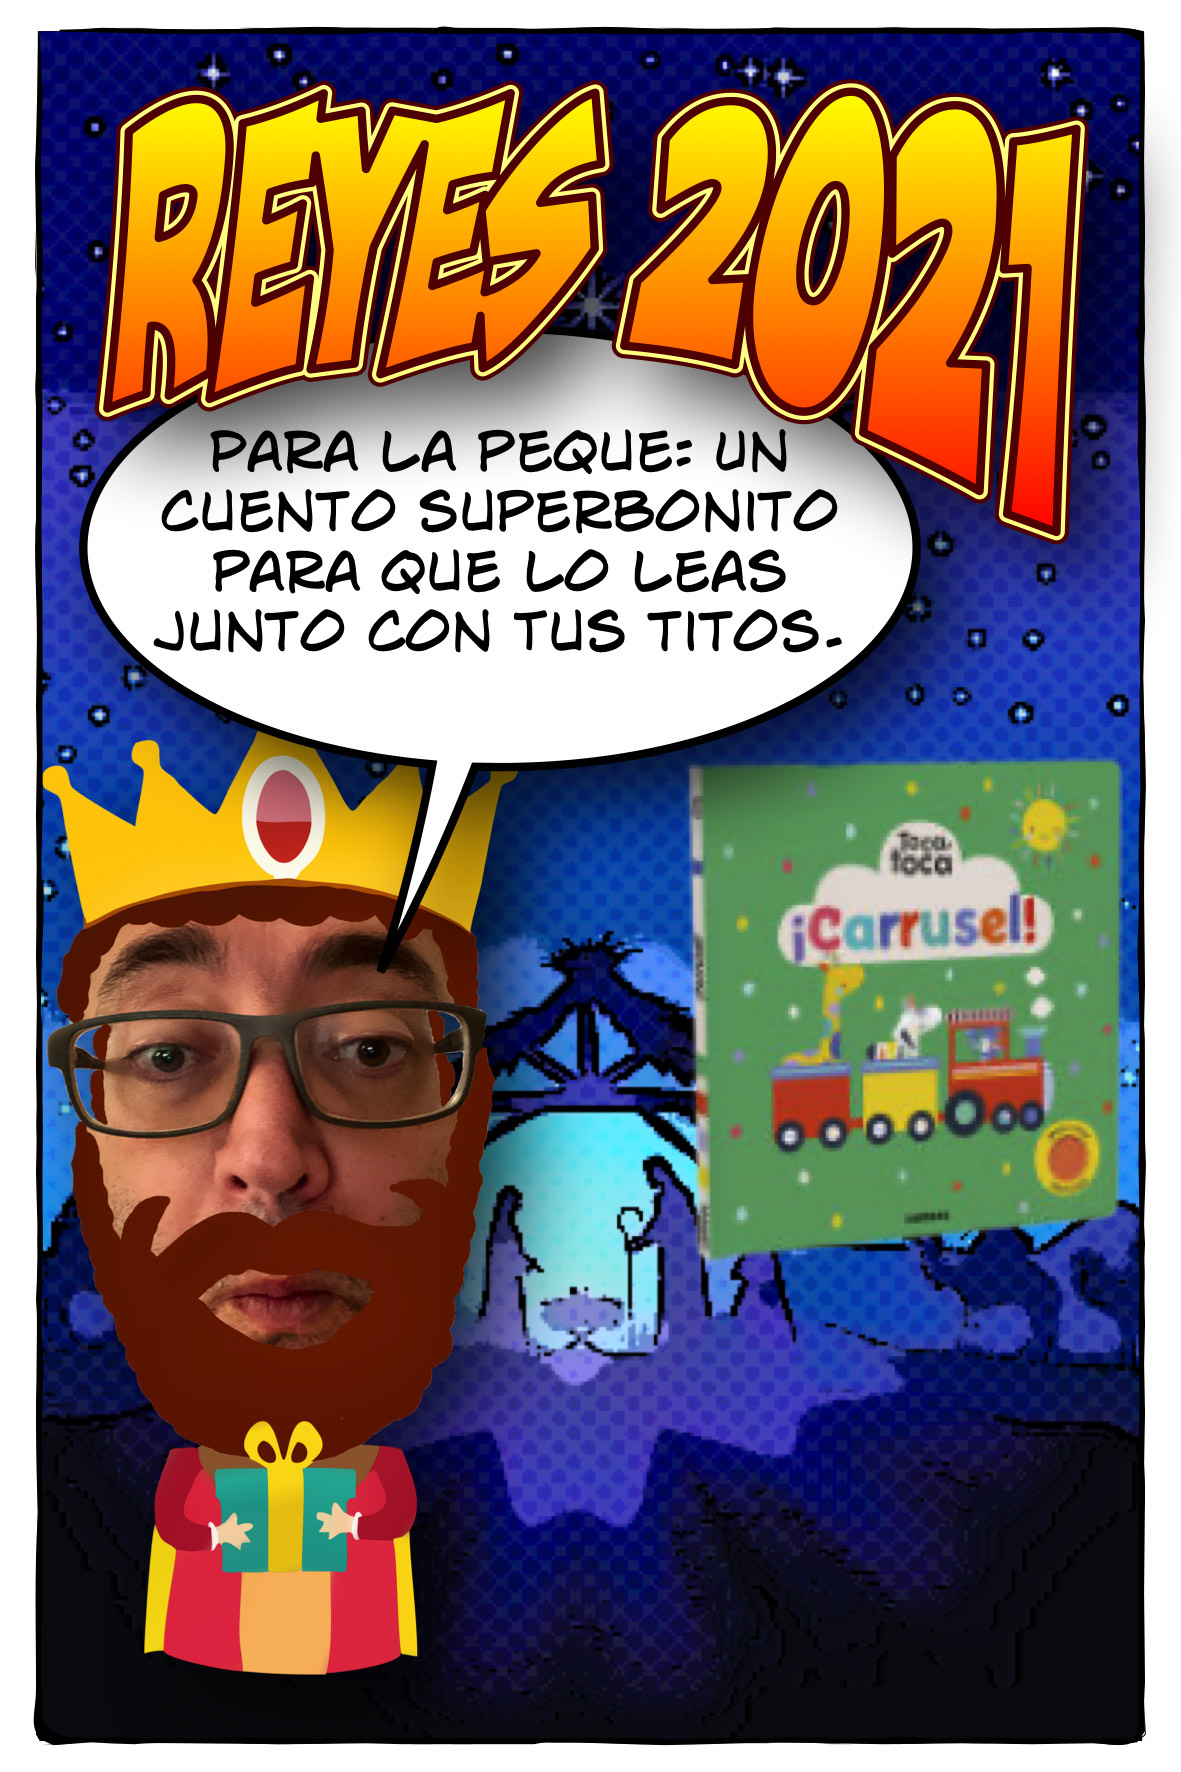 REYES 2021
PARA LA PEQUE: UN
CUENTO SUPERBONITO
PARA QUE LO LEAS
JUNTO CON TUS TITOS.
Toca,
toca
¡Carrusel!